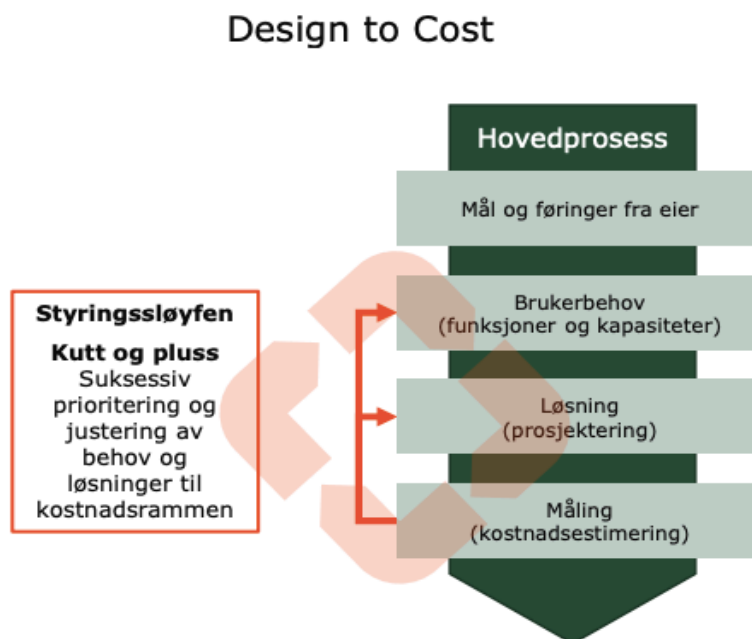 Design to Cost
Hovedprosess
Mål og føringer fra eier
Brukerbehov
(funksjoner og kapasiteter)
Løsning
(prosjektering)
Måling
(kostnadsestimering)
Styringssløyfen
Kutt og pluss
Suksessiv
prioritering og
justering av
behov og
løsninger til
kostnadsrammen